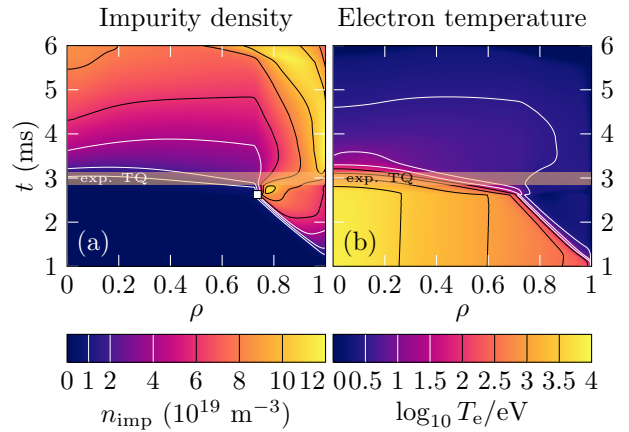 Impurity density Electron temperature
6
5
4
3
2
1
t (ms)
exp. TQ
(a)
0 0.2 0.4 0.6 0.8 1
ρ
6
5
4
3
2
1
exp. TQ
(b)
0 0.2 0.4 0.6 0.8 1
ρ
0 1 2 4 6 8 10 12
n_imp (10^19 m^−3)
0 0.5 1 1.5 2 2.5 3 3.5 4
log_10 T_e/eV